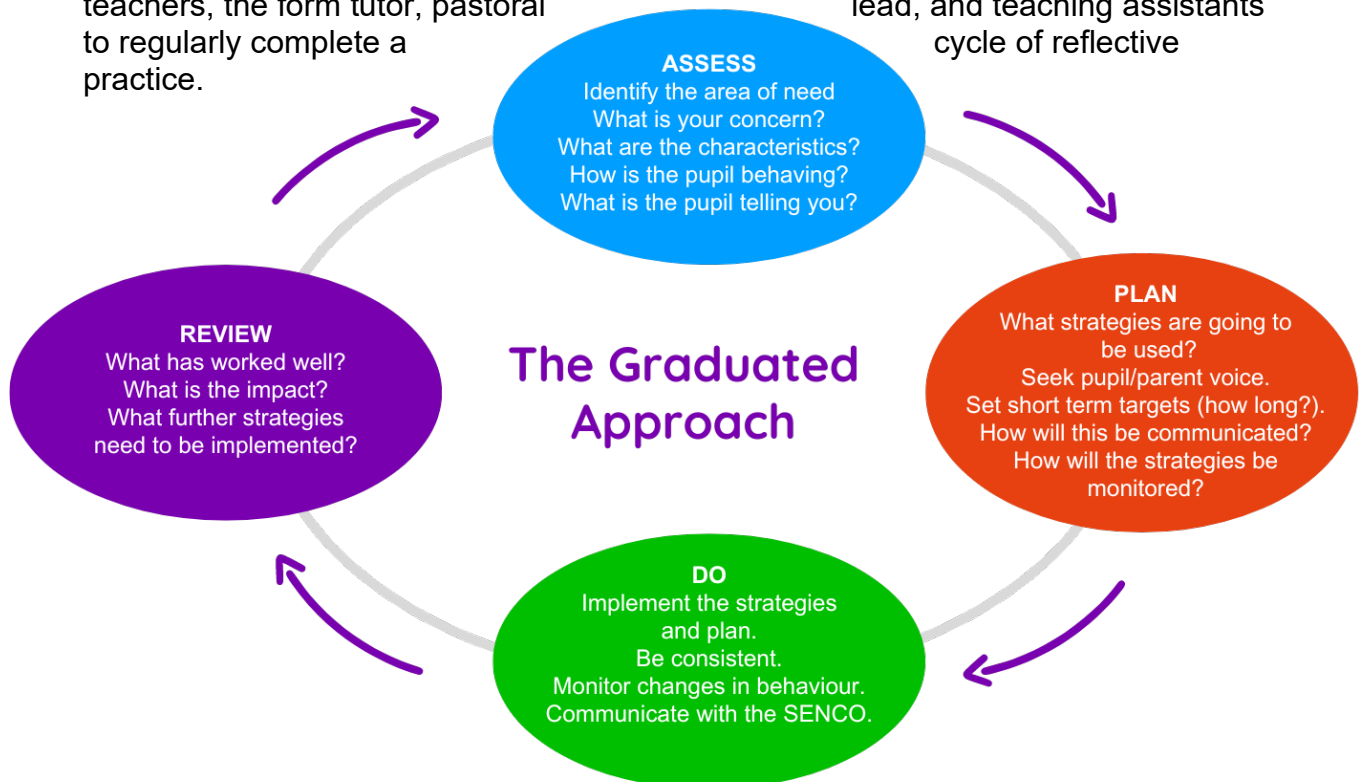 teachers, the form tutor, pastoral lead, and teaching assistants
to regularly complete a cycle of reflective
practice.
ASSESS
Identify the area of need
What is your concern?
What are the characteristics?
How is the pupil behaving?
What is the pupil telling you?
PLAN
What strategies are going to
be used?
Seek pupil/parent voice.
Set short term targets (how long?).
How will this be communicated?
How will the strategies be
monitored?
DO
Implement the strategies
and plan.
Be consistent.
Monitor changes in behaviour.
Communicate with the SENCO.
REVIEW
What has worked well?
What is the impact?
What further strategies
need to be implemented?
The Graduated
Approach